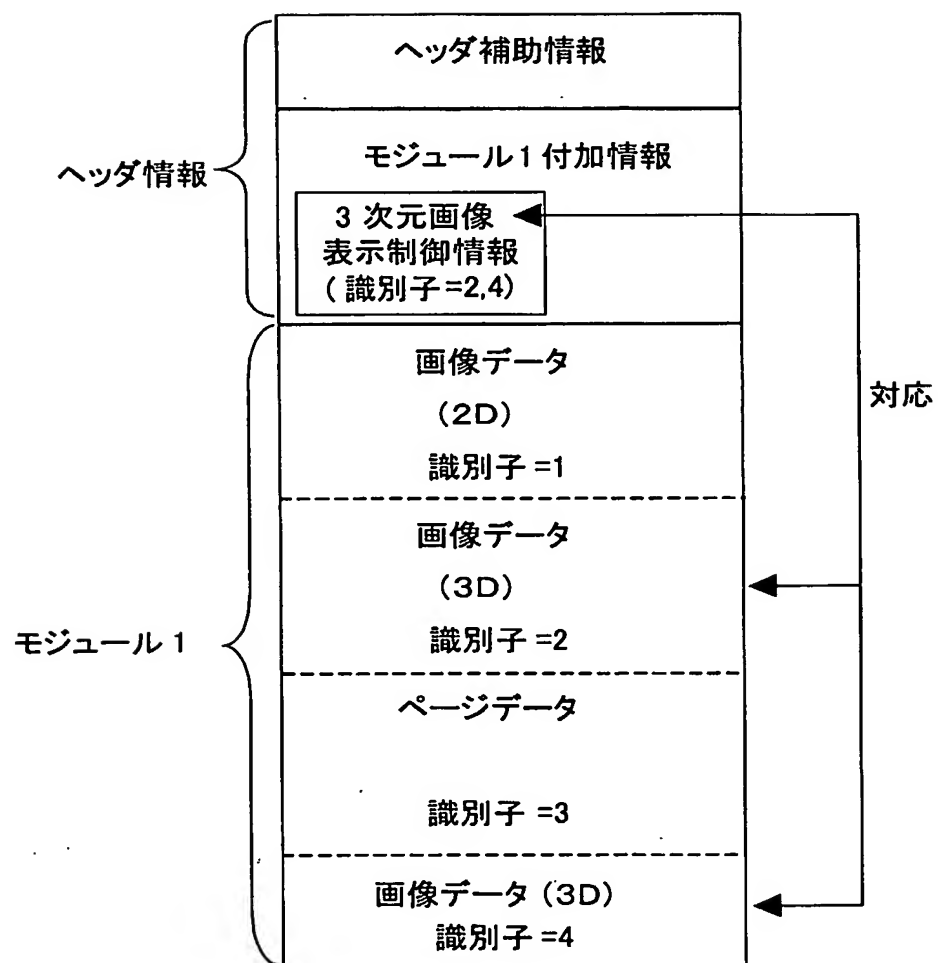 ヘッダ補助情報
ヘッダ情報
モジュール1付加情報
3 次元画像
表示制御情報
( 識別子=2,4)
対応
モジュール 1
画像データ
(2D)
識別子 =1
画像データ
(3D)
識別子 =2
ページデータ
識別子 =3
画像データ (3D)
識別子 =4